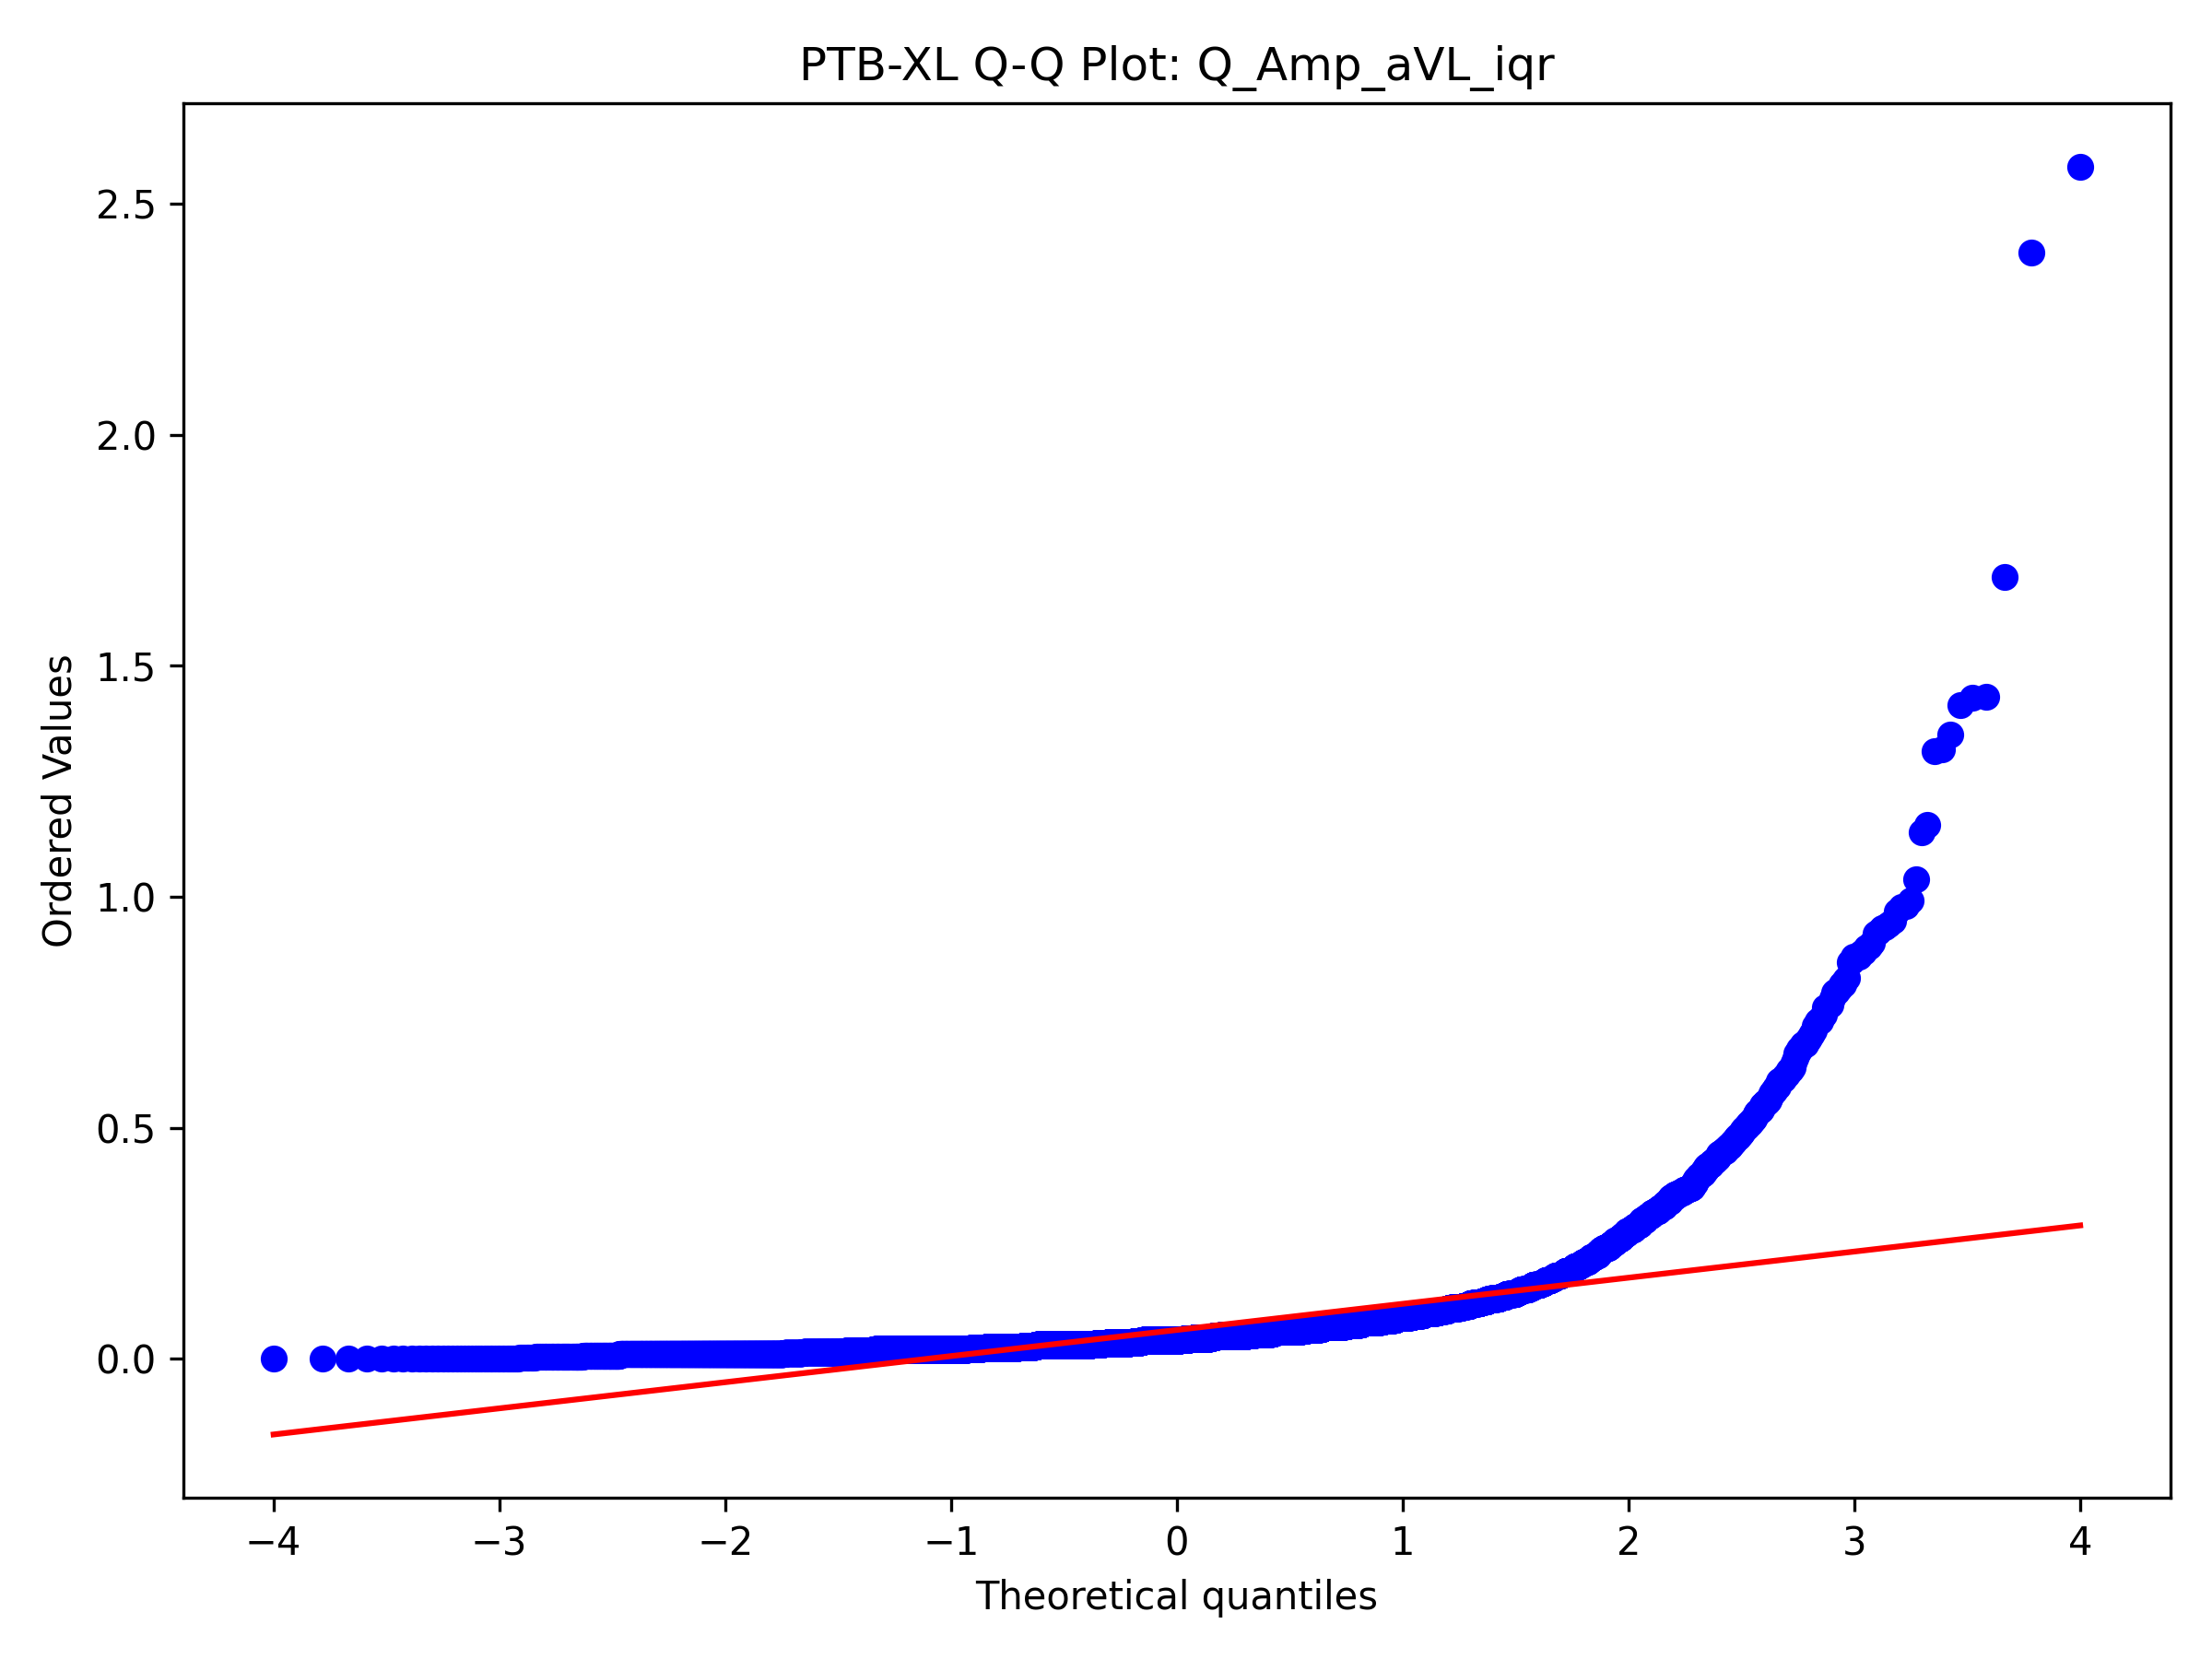 PTB-XL Q-Q Plot: Q_Amp_aVL_iqr
2.5
2.0
1.5
1.0
0.5
0.0
Ordered Values
−4 −3 −2 −1 0 1 2 3 4
Theoretical quantiles